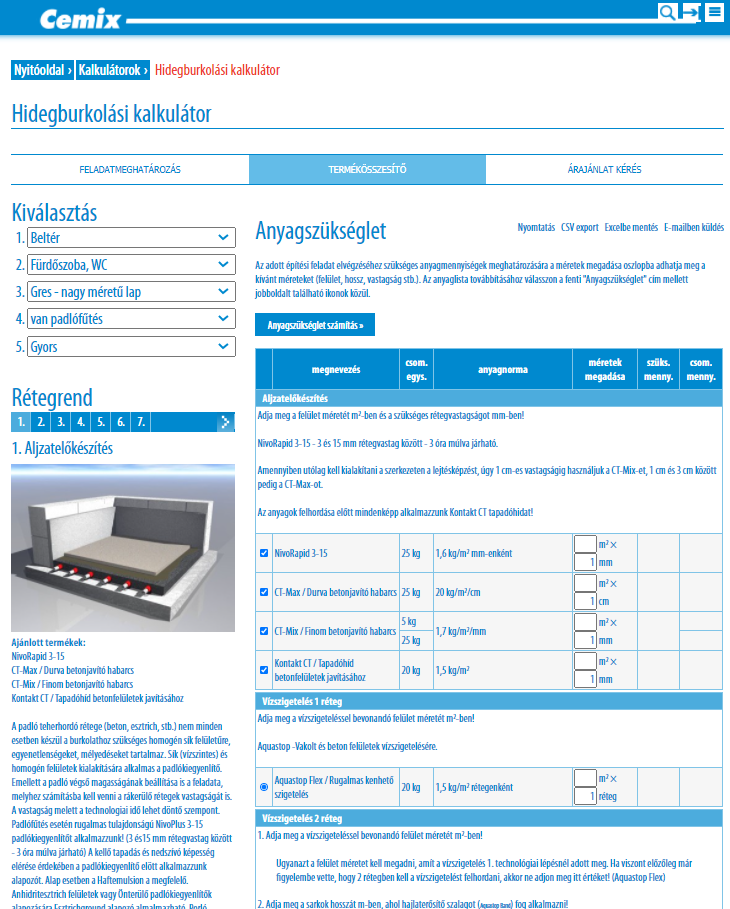 Cemix
Nyitóoldal › Kalkulátorok › Hidegburkolási kalkulátor
Hidegburkolási kalkulátor
FELADATMEGHATÁROZÁS TERMÉKÖSSZESÍTŐ ÁRAJÁNLAT KÉRÉS
Kiválasztás
1. Beltér
2. Fürdőszoba, WC
3. Gres - nagy méretű lap
4. van padlófűtés
5. Gyors
Rétegrend
1. 2. 3. 4. 5. 6. 7.
1. Aljzatelőkészítés
Ajánlott termékek:
NivoRapid 3-15
CT-Max / Durva betonjavító habarcs
CT-Mix / Finom betonjavító habarcs
Kontakt CT / Tapadóhíd betonfelületek javításához
A padló teherhordó rétege (beton, esztrich, stb.) nem minden
esetben készül a burkolathoz szükséges homogén sík felületűre,
egyenetlenségeket, mélyedéseket tartalmaz. Sík (vízszintes) és
homogén felületek kialakítására alkalmas a padlókiegyenlítő.
Emellett a padló végső magasságának beállítása is a feladata,
melyhez számításba kell venni a rákerülő rétegek vastagságát is.
A vastagság melett a technologiai idő lehet döntő szempont.
Padlófűtés esetén rugalmas tulajdonságú NivoPlus 3-15
padlókiegyenlítőt alkalmazzunk! (3 és15 mm rétegvastag között
- 3 óra múlva járható) A kellő tapadás és nedszívó képesség
elérése érdekében a padlókiegyenlítő elött alkalmazzunk
alapozót. Alap esetben a Haftemulsion a megfelelő.
Anhidritesztrich felületek vagy Önterülő padlókiegyenlítők
alapozására Esztrichgrund alapozó almalmazható. Porló
Anyagszükséglet
Nyomtatás CSV export Excelbe mentés E-mailben küldés
Az adott építési feladat elvégzéséhez szükséges anyagmennyiségek meghatározására a méretek megadása oszlopba adhatja meg a
kívánt méreteket (felület, hossz, vastagság stb.). Az anyaglista továbbításához válasszon a fenti "Anyagszükséglet" cím mellett
jobboldalt található ikonok közül.
Anyagszükséglet számítás »
megnevezés csom. egys. anyagnorma méretek megadása szüks. menny. csom. menny.
Aljzatelőkészítés
Adja meg a felület méretét m²-ben és a szükséges rétegvastagságot mm-ben!
NivoRapid 3-15 - 3 és 15 mm rétegvastag között - 3 óra múlva járható.
Amennyiben utólag kell kialakítani a szerkezeten a lejtésképzést, úgy 1 cm-es vastagságig használjuk a CT-Mix-et, 1 cm és 3 cm között
pedig a CT-Max-ot.
Az anyagok felhordása előtt mindenképp alkalmazzunk Kontakt CT tapadóhidat!
NivoRapid 3-15 25 kg 1,6 kg/m² mm-enként m² × 1 mm
CT-Max / Durva betonjavító habarcs 25 kg 20 kg/m²/cm m² × 1 cm
CT-Mix / Finom betonjavító habarcs 5 kg 25 kg 1,7 kg/m²/mm m² × 1 mm
Kontakt CT / Tapadóhíd
betonfelületek javításához 20 kg 1,5 kg/m² m² × 1 mm
Vízszigetelés 1 réteg
Adja meg a vízszigeteléssel bevonandó felület méretét m²-ben!
Aquastop -Vakolt és beton felületek vízszigetelésére.
Aquastop Flex / Rugalmas kenhető
szigetelés 20 kg 1,5 kg/m² rétegenként m² × 1 réteg
Vízszigetelés 2 réteg
1. Adja meg a vízszigeteléssel bevonandó felület méretét m²-ben!
Ugyanazt a felület méretet kell megadni, amit a vízszigetelés 1. technológiai lépésnél adott meg. Ha viszont előzőleg már
figyelembe vette, hogy 2 rétegben kell a vízszigetelést felhordani, akkor ne adjon meg itt értéket! (Aquastop Flex)
2. Adja meg a sarkok hosszát m-ben, ahol hajlaterősítő szalagot (Aquastop Band) fog alkalmazni!